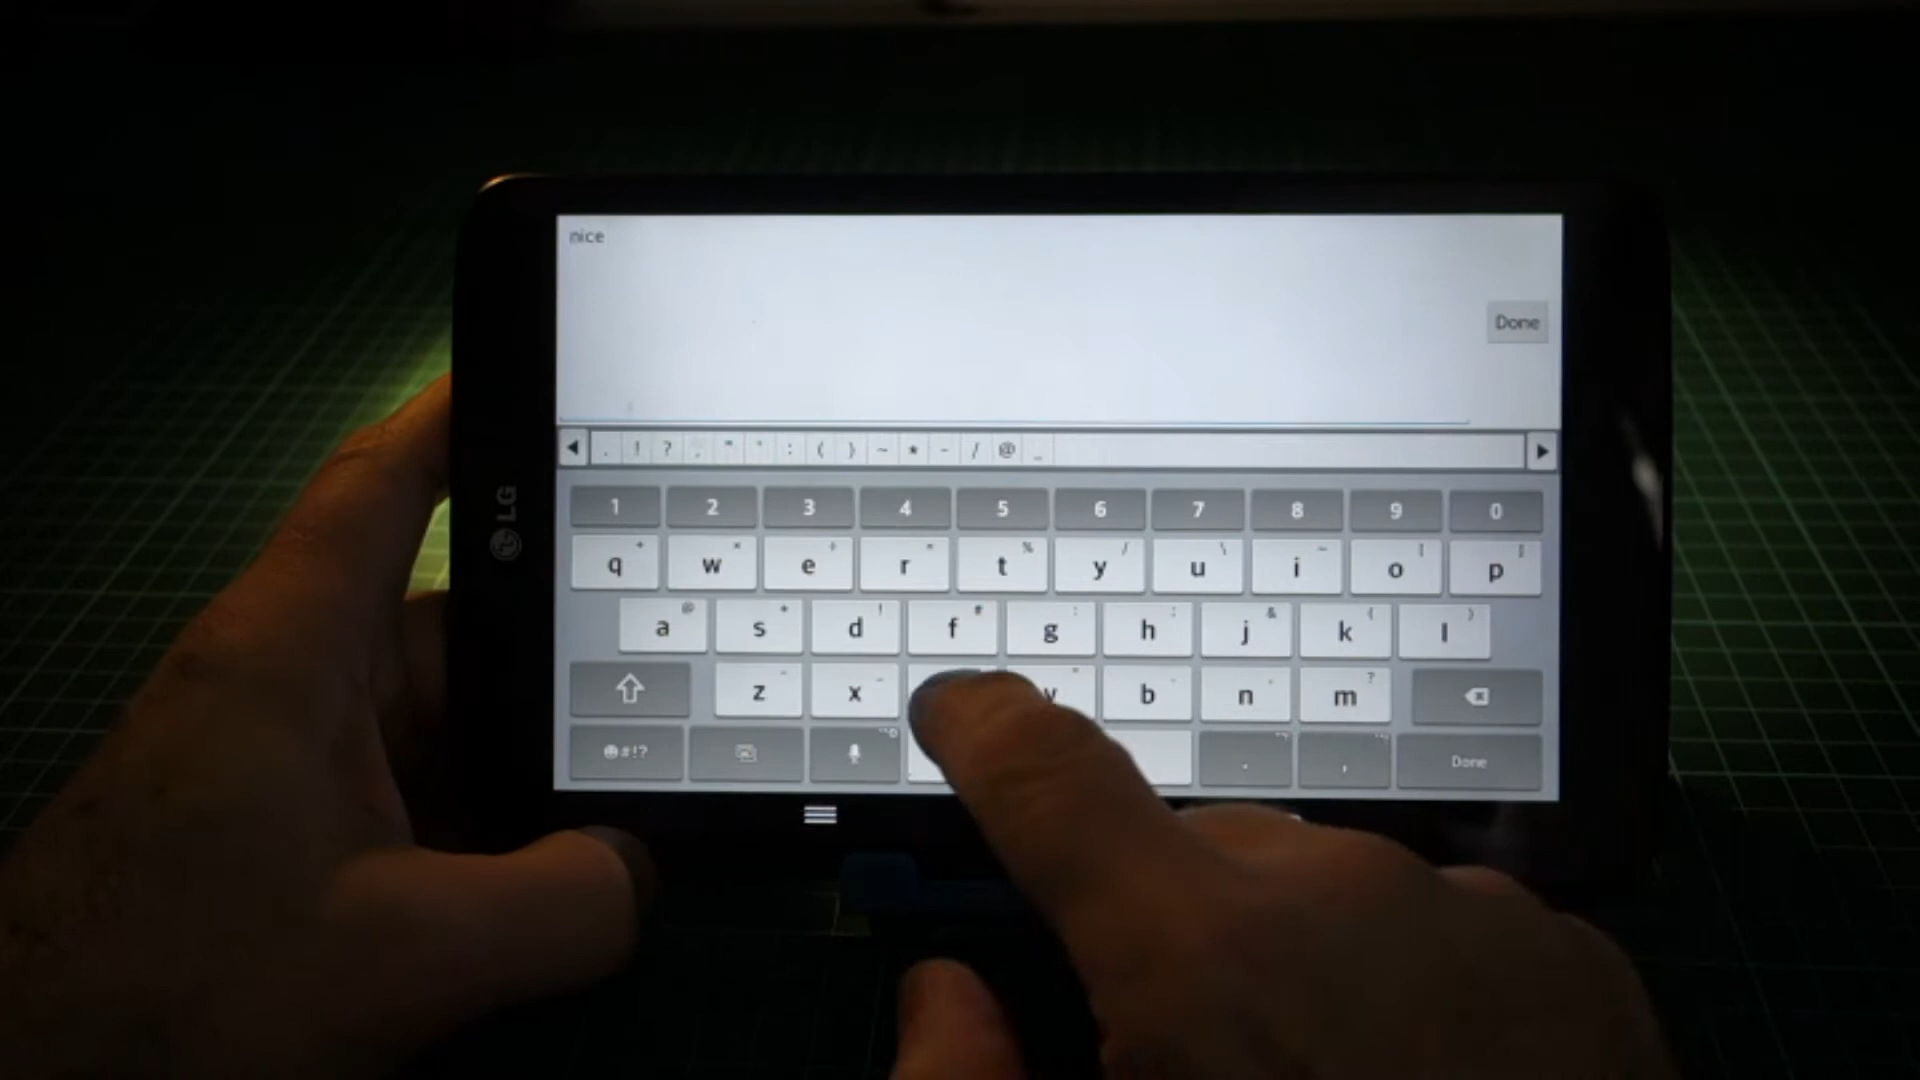 nice
Done
. ! ? , " ' : ( ) ~ * - / @ _
1 2 3 4 5 6 7 8 9 0
q w e r t y u i o p
a s d f g h j k l
z x v b n m
#!? . , Done
LG